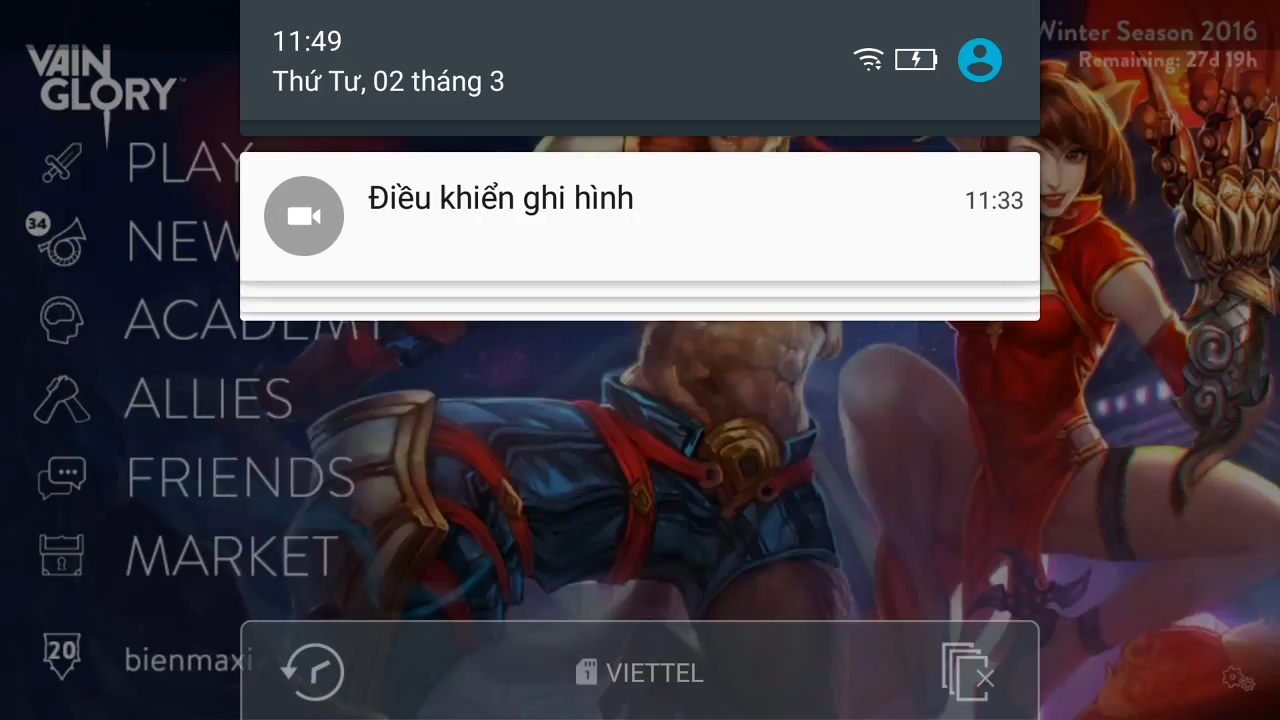 11:49
Thứ Tư, 02 tháng 3
Winter Season 2016
Remaining: 27d 19h
VAIN
GLORY
Điều khiển ghi hình
11:33
PLAY
34
NEW
ACADEMY
ALLIES
FRIENDS
MARKET
20
bienmaxi
1
VIETTEL